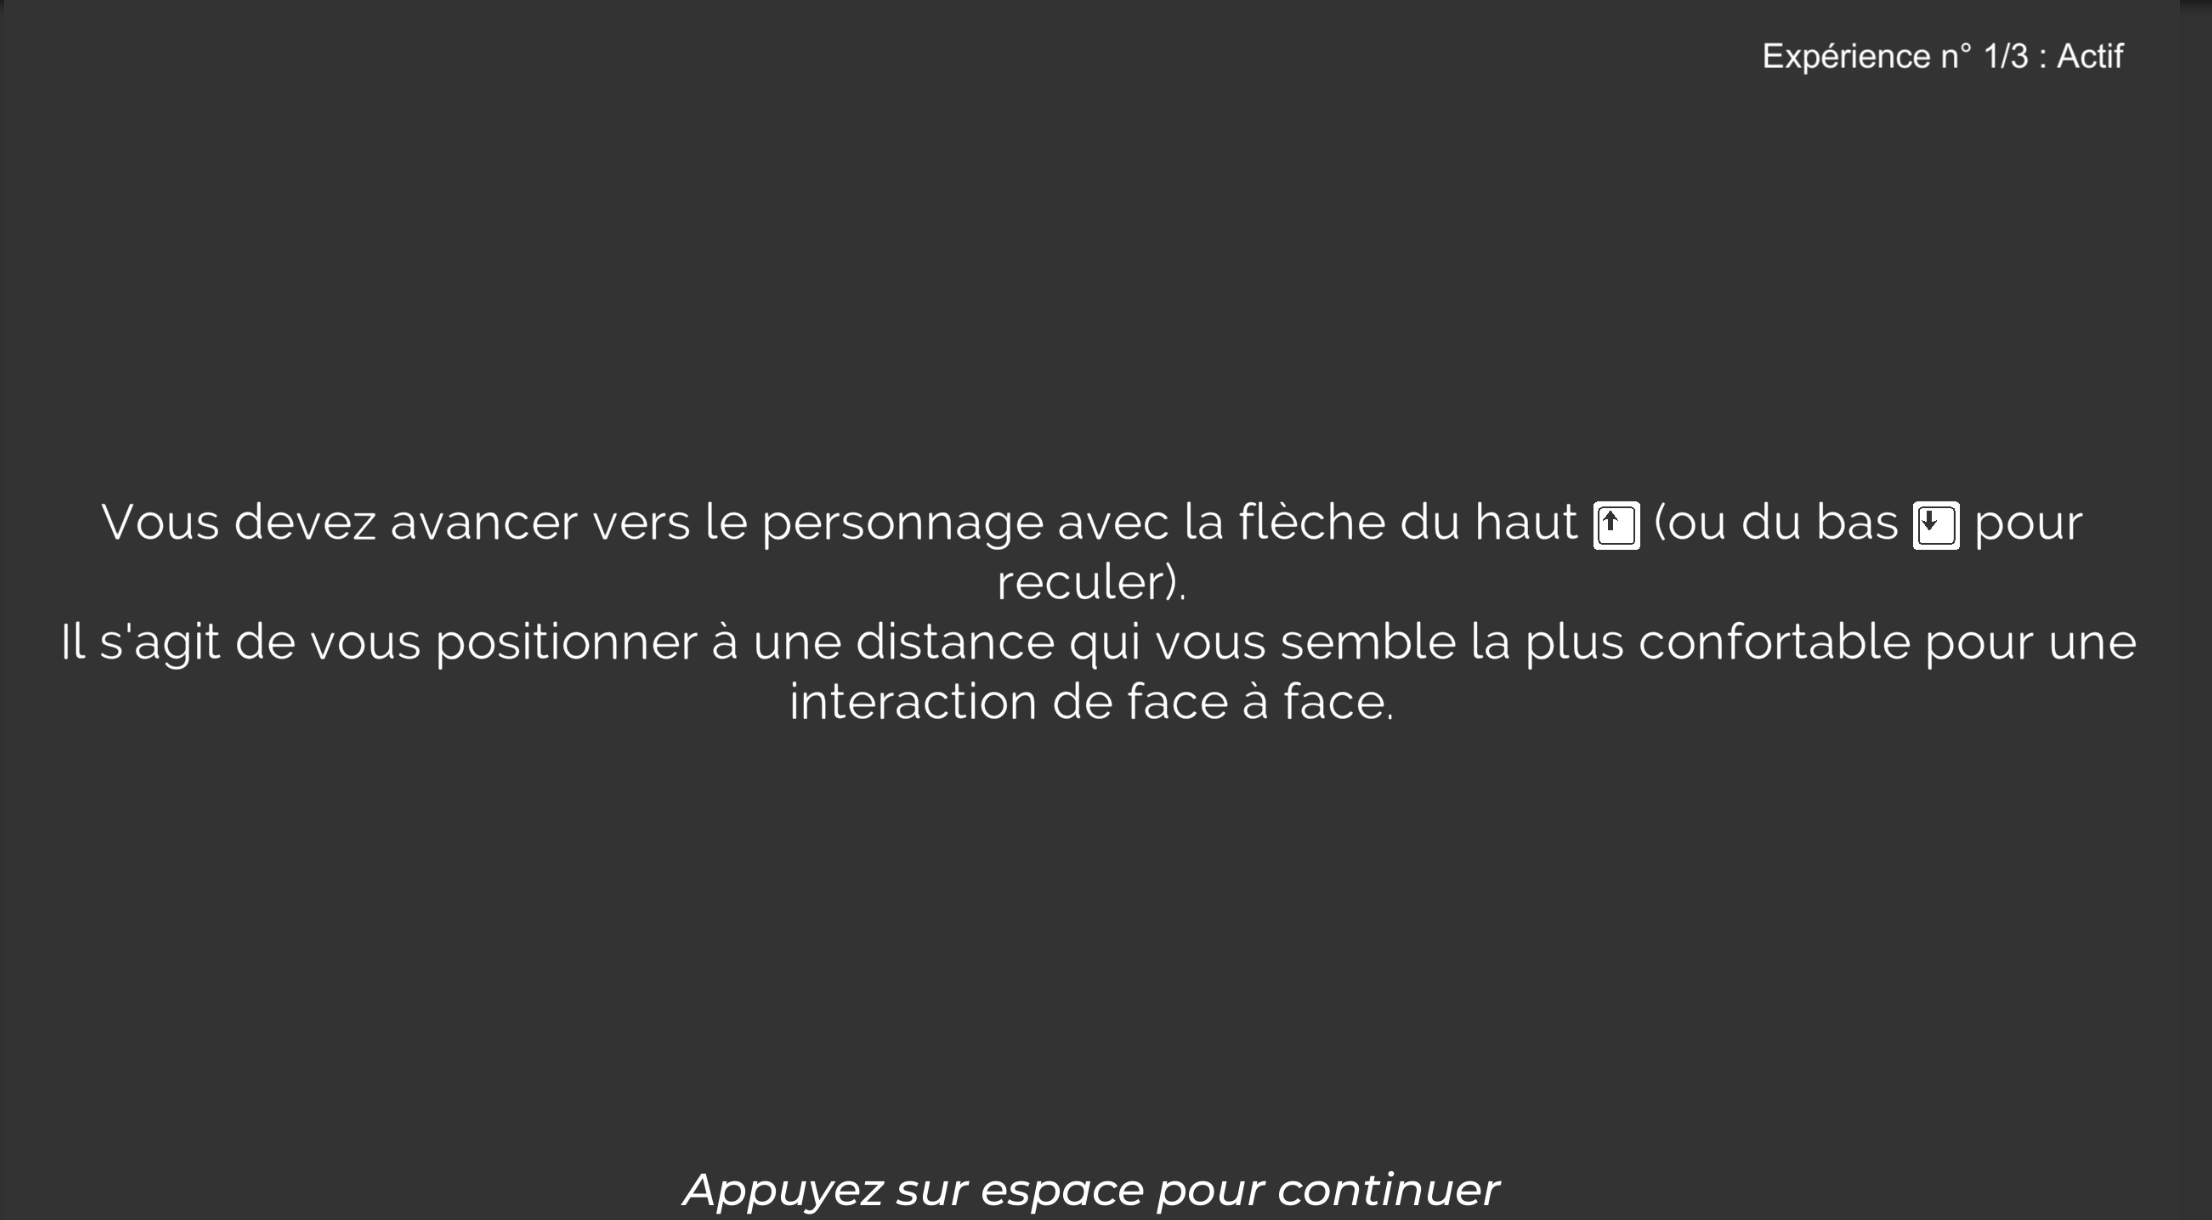 Expérience n° 1/3 : Actif
Vous devez avancer vers le personnage avec la flèche du haut ↑ (ou du bas ↓ pour
reculer).
Il s'agit de vous positionner à une distance qui vous semble la plus confortable pour une
interaction de face à face.
Appuyez sur espace pour continuer